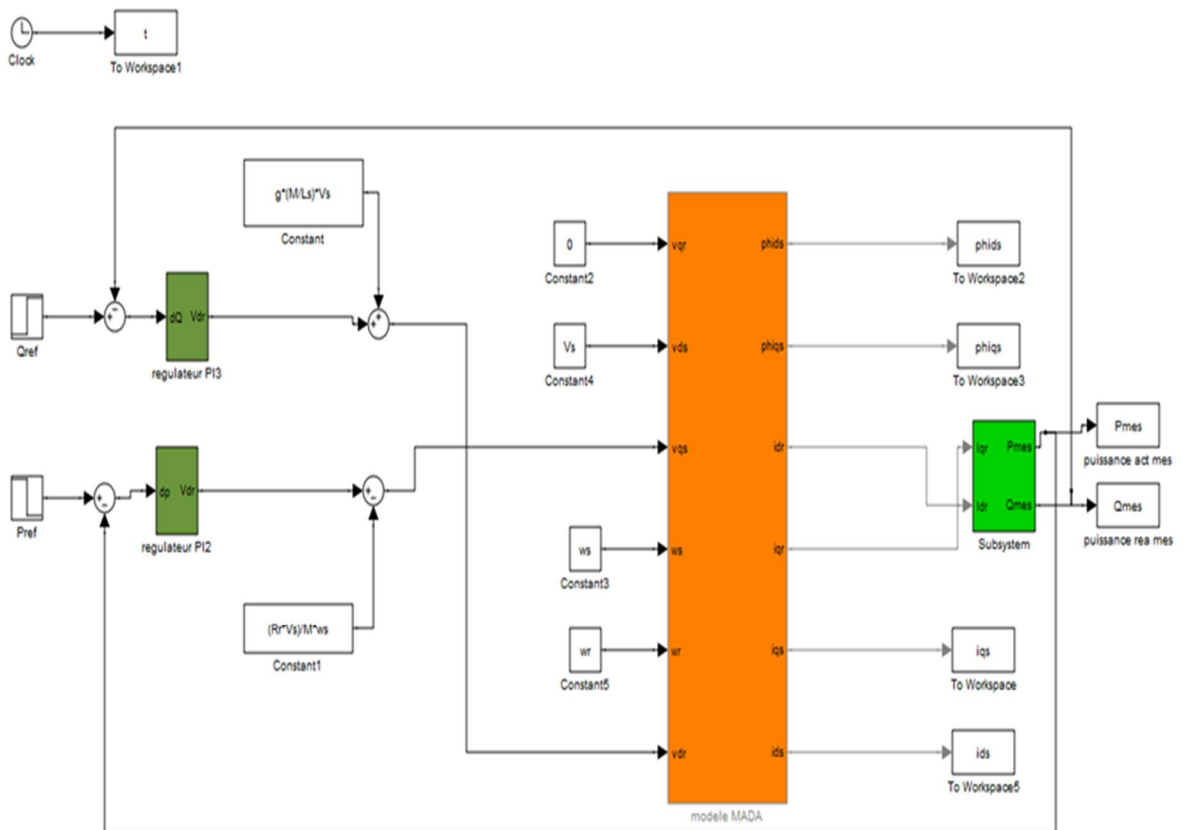 t
Clock
To Workspace1
g*(M/Ls)*Vs
Constant
0
Constant2
vqr
phids
phids
To Workspace2
Qref
dQ
Vdr
regulateur PI3
Vs
Constant4
vds
phiqs
phiqs
To Workspace3
Pref
dp
Vdr
regulateur PI2
vqs
idr
Iqr
Pmes
Idr
Qmes
Subsystem
Pmes
puissance act mes
Qmes
puissance rea mes
ws
Constant3
ws
iqr
(Rr*Vs)/M*ws
Constant1
wr
Constant5
wr
iqs
iqs
To Workspace
vdr
ids
ids
To Workspace5
modele MADA